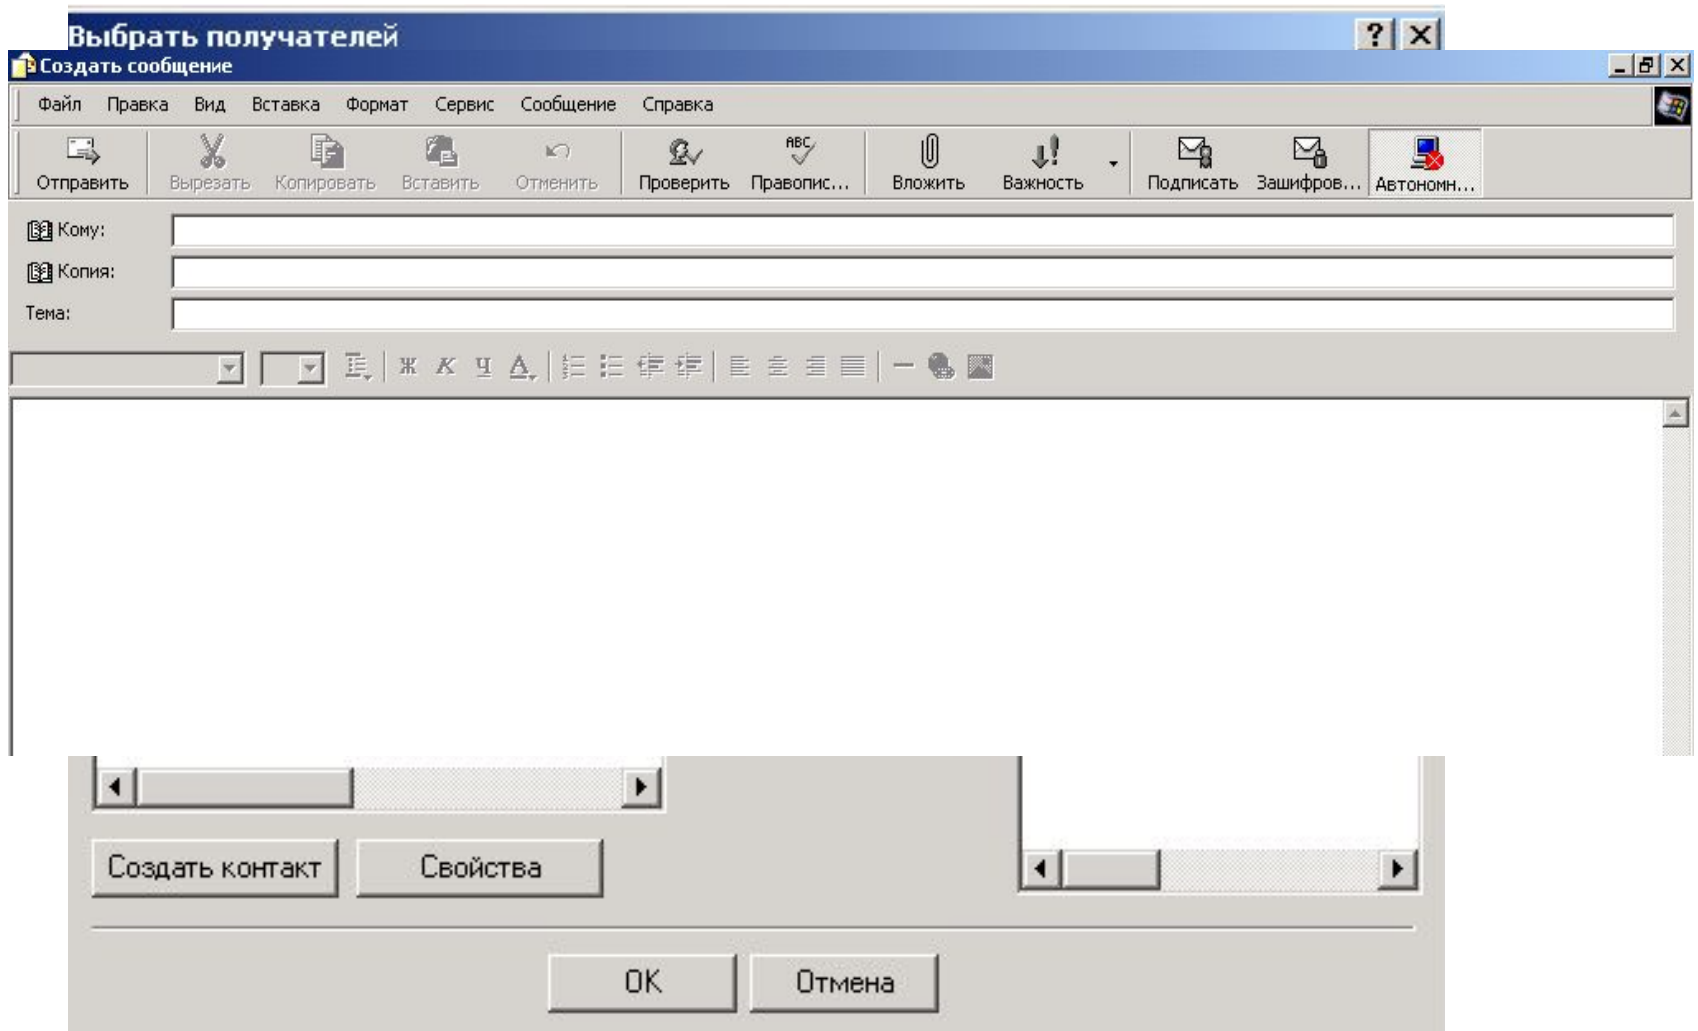 Выбрать получателей
Создать сообщение
Файл Правка Вид Вставка Формат Сервис Сообщение Справка
ABC
Отправить Вырезать Копировать Вставить Отменить Проверить Правопис... Вложить Важность Подписать Зашифров... Автономн...
Кому:
Копия:
Тема:
Ж К Ч А
Создать контакт Свойства
OK Отмена